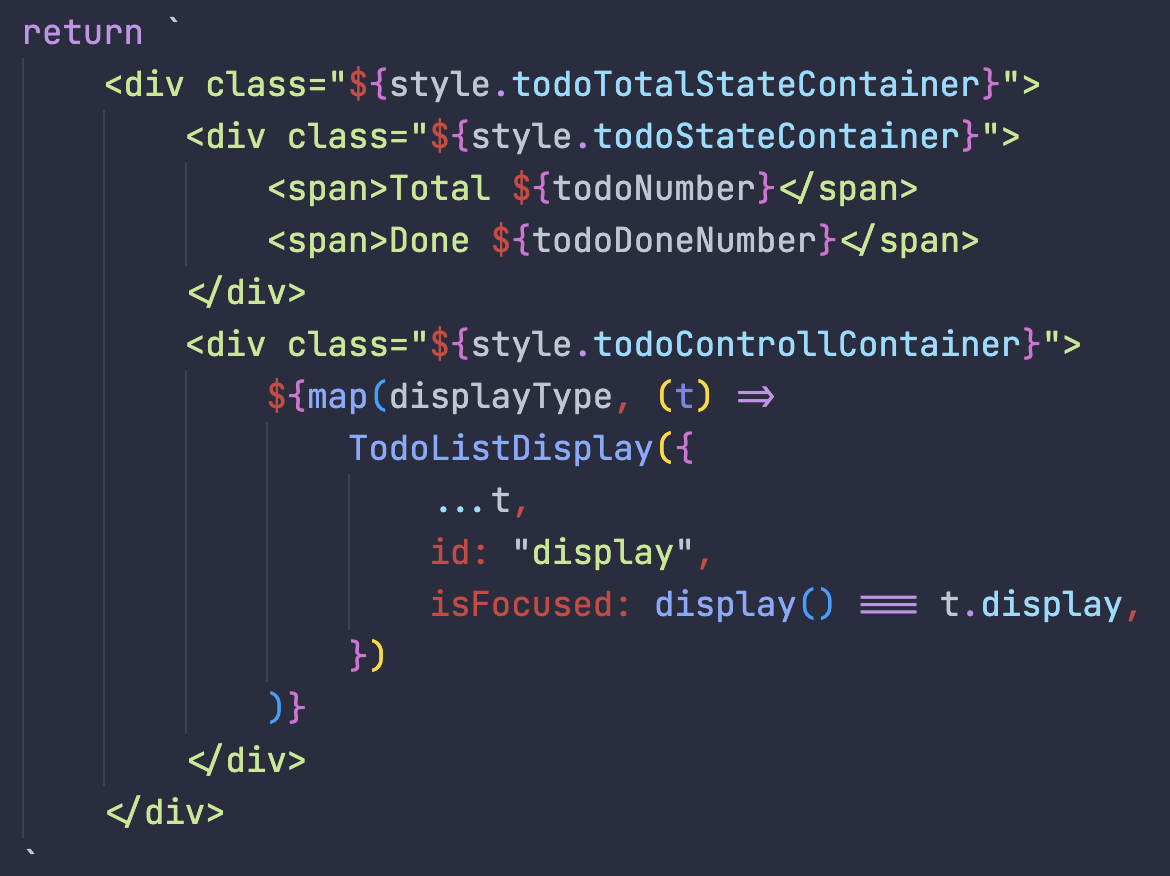 return `
    <div class="${style.todoTotalStateContainer}">
        <div class="${style.todoStateContainer}">
            <span>Total ${todoNumber}</span>
            <span>Done ${todoDoneNumber}</span>
        </div>
        <div class="${style.todoControllContainer}">
            ${map(displayType, (t) =>
                TodoListDisplay({
                    ...t,
                    id: "display",
                    isFocused: display() === t.display,
                })
            )}
        </div>
    </div>
`